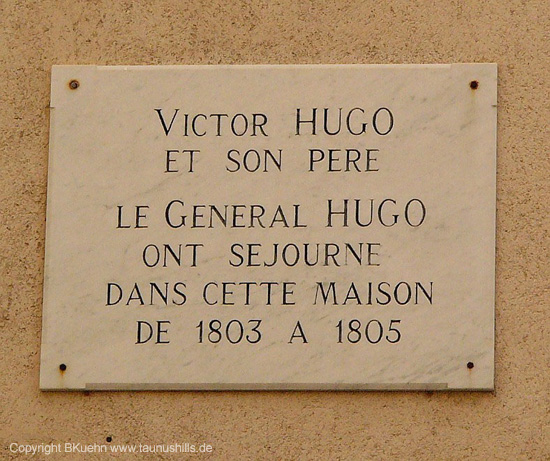 VICTOR HUGO
ET SON PERE
LE GENERAL HUGO
ONT SEJOURNE
DANS CETTE MAISON
DE 1803 A 1805
Copyright BKuehn www.taunushills.de